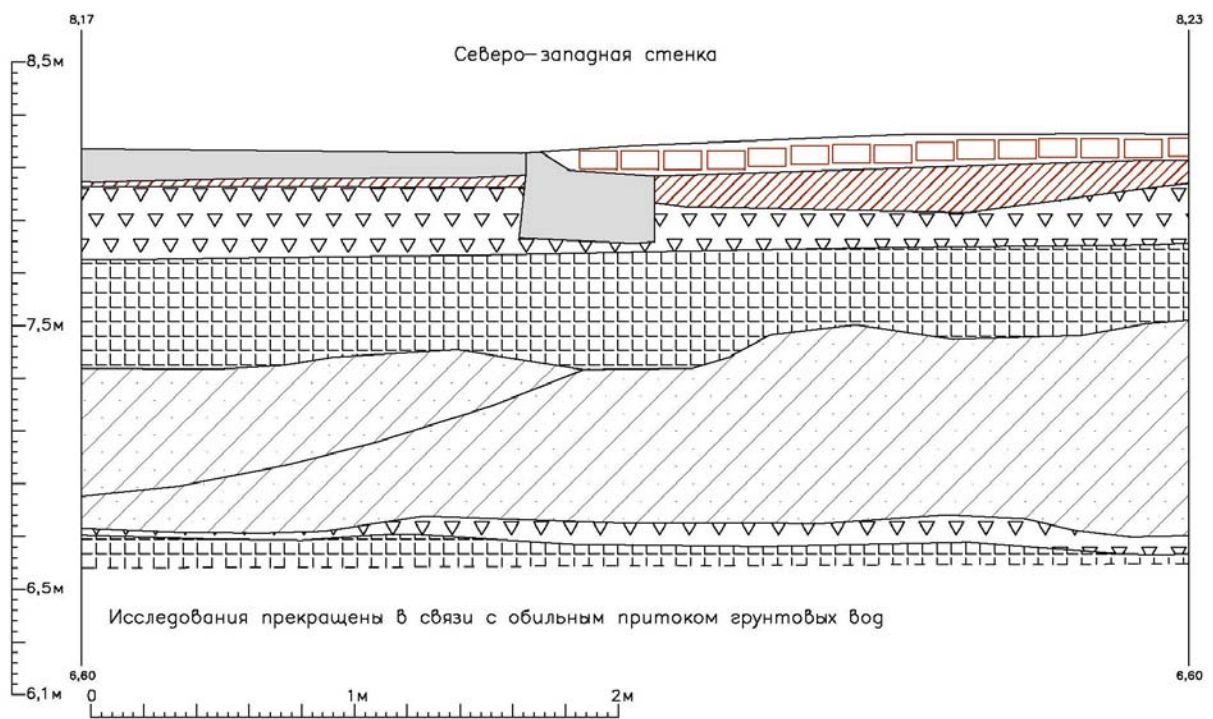 8,17
8,23
8,5м
Северо-западная стенка
7,5м
6,5м
Исследования прекращены в связи с обильным притоком грунтовых вод
6,60
6,60
6,1м
0
1м
2м